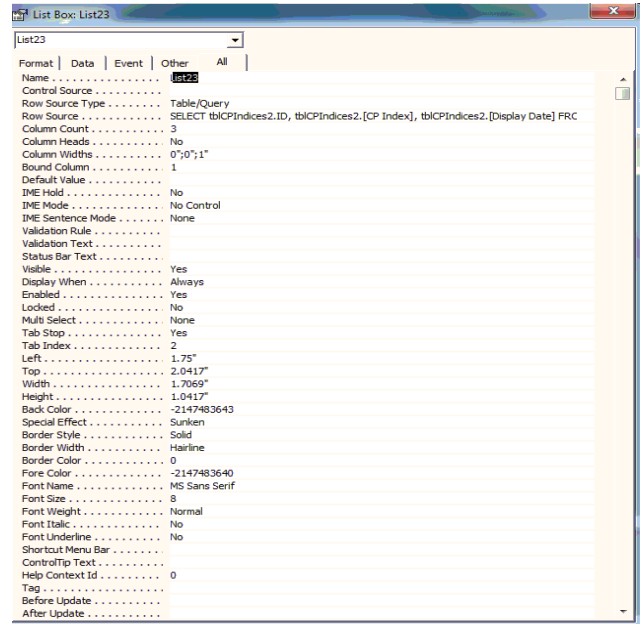 List Box: List23
List23
Format Data Event Other All
Name . . . . . . . . . . . . . . . . List23
Control Source . . . . . . . . . .
Row Source Type . . . . . . . . Table/Query
Row Source . . . . . . . . . . . . SELECT tblCPIndices2.ID, tblCPIndices2.[CP Index], tblCPIndices2.[Display Date] FRC
Column Count . . . . . . . . . . . 3
Column Heads . . . . . . . . . . No
Column Widths . . . . . . . . . . 0";0";1"
Bound Column . . . . . . . . . . . 1
Default Value . . . . . . . . . . .
IME Hold . . . . . . . . . . . . . . No
IME Mode . . . . . . . . . . . . . No Control
IME Sentence Mode . . . . . . . None
Validation Rule . . . . . . . . . .
Validation Text . . . . . . . . . .
Status Bar Text . . . . . . . . . .
Visible . . . . . . . . . . . . . . . . Yes
Display When . . . . . . . . . . . Always
Enabled . . . . . . . . . . . . . . . Yes
Locked . . . . . . . . . . . . . . . . No
Multi Select . . . . . . . . . . . . None
Tab Stop . . . . . . . . . . . . . . Yes
Tab Index . . . . . . . . . . . . . 2
Left . . . . . . . . . . . . . . . . . . 1.75"
Top . . . . . . . . . . . . . . . . . . 2.0417"
Width . . . . . . . . . . . . . . . . 1.7069"
Height . . . . . . . . . . . . . . . . 1.0417"
Back Color . . . . . . . . . . . . . -2147483643
Special Effect . . . . . . . . . . . Sunken
Border Style . . . . . . . . . . . . Solid
Border Width . . . . . . . . . . . Hairline
Border Color . . . . . . . . . . . . 0
Fore Color . . . . . . . . . . . . . -2147483640
Font Name . . . . . . . . . . . . . MS Sans Serif
Font Size . . . . . . . . . . . . . . 8
Font Weight . . . . . . . . . . . . Normal
Font Italic . . . . . . . . . . . . . No
Font Underline . . . . . . . . . . No
Shortcut Menu Bar . . . . . . .
ControlTip Text . . . . . . . . . .
Help Context Id . . . . . . . . . 0
Tag . . . . . . . . . . . . . . . . . .
Before Update . . . . . . . . . .
After Update . . . . . . . . . . .